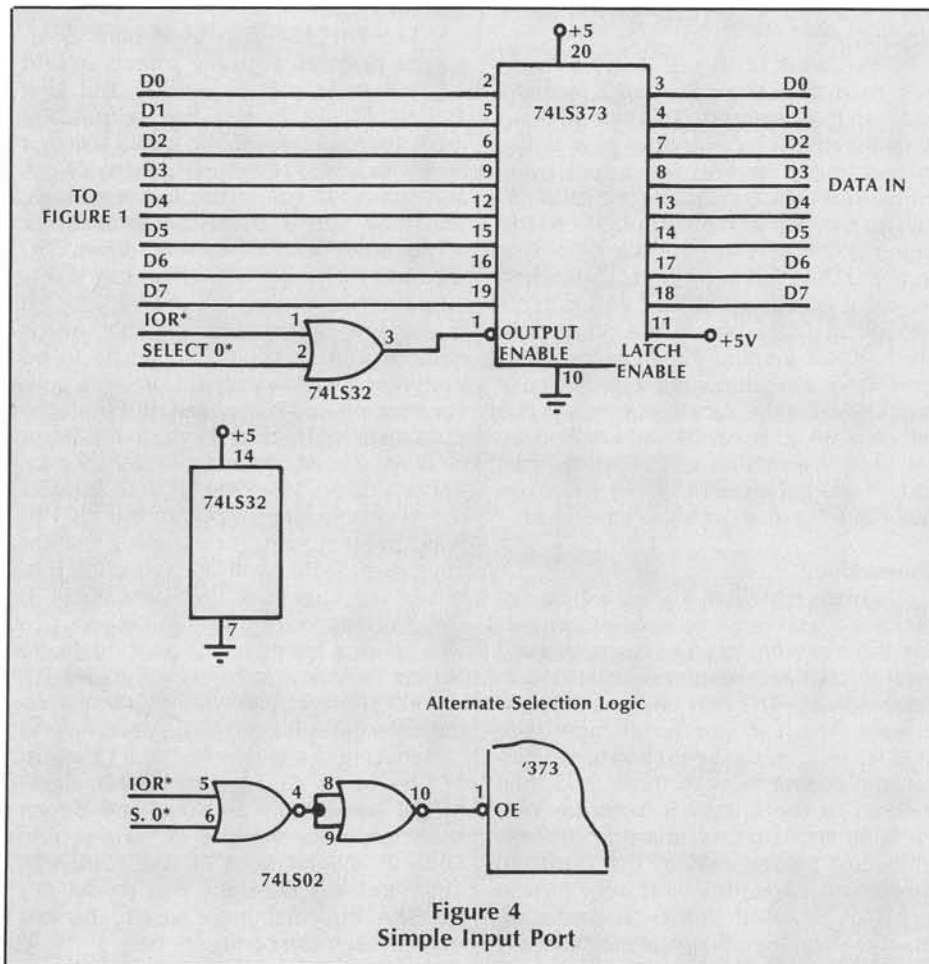 +5
20
D0 2 74LS373 3 D0
D1 5 4 D1
D2 6 7 D2
D3 9 8 D3
TO
FIGURE 1
DATA IN
D4 12 13 D4
D5 15 14 D5
D6 16 17 D6
D7 19 18 D7
IOR* 1 3 1 OUTPUT
ENABLE
11 +5V
SELECT 0* 2
LATCH
ENABLE
74LS32
10
+5
14
74LS32
7
Alternate Selection Logic
IOR* 5 4 8 10 1 OE
S. 0* 6 9
'373
74LS02
Figure 4
Simple Input Port